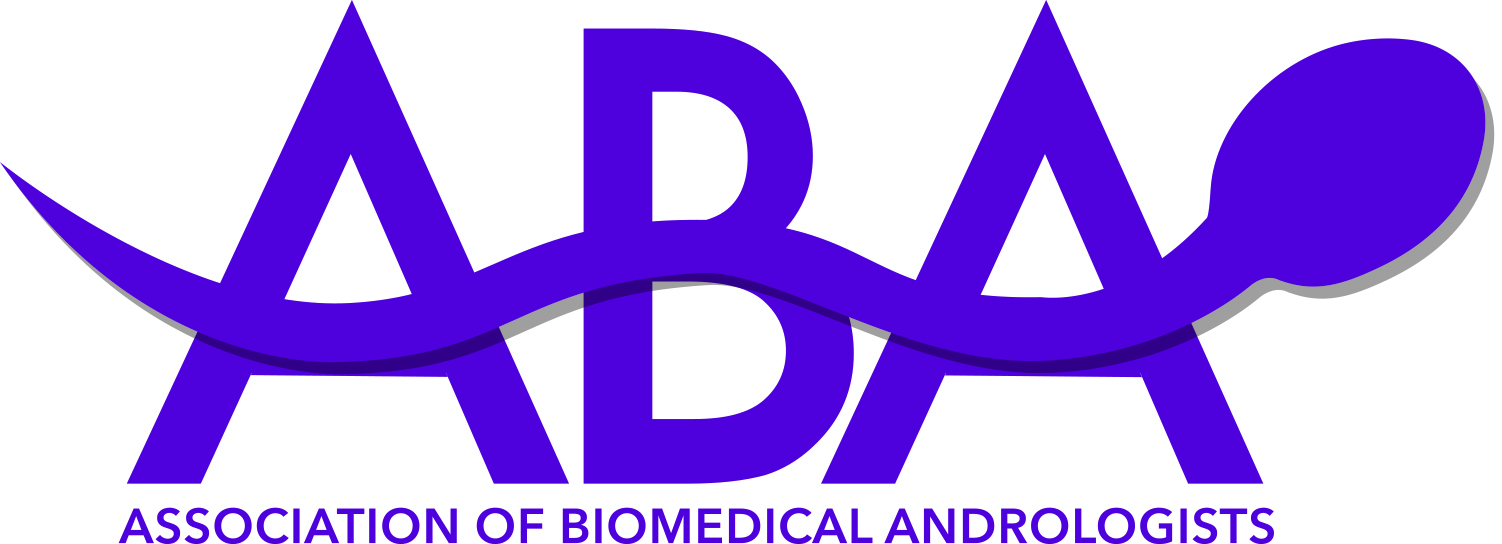 ABA
ASSOCIATION OF BIOMEDICAL ANDROLOGISTS